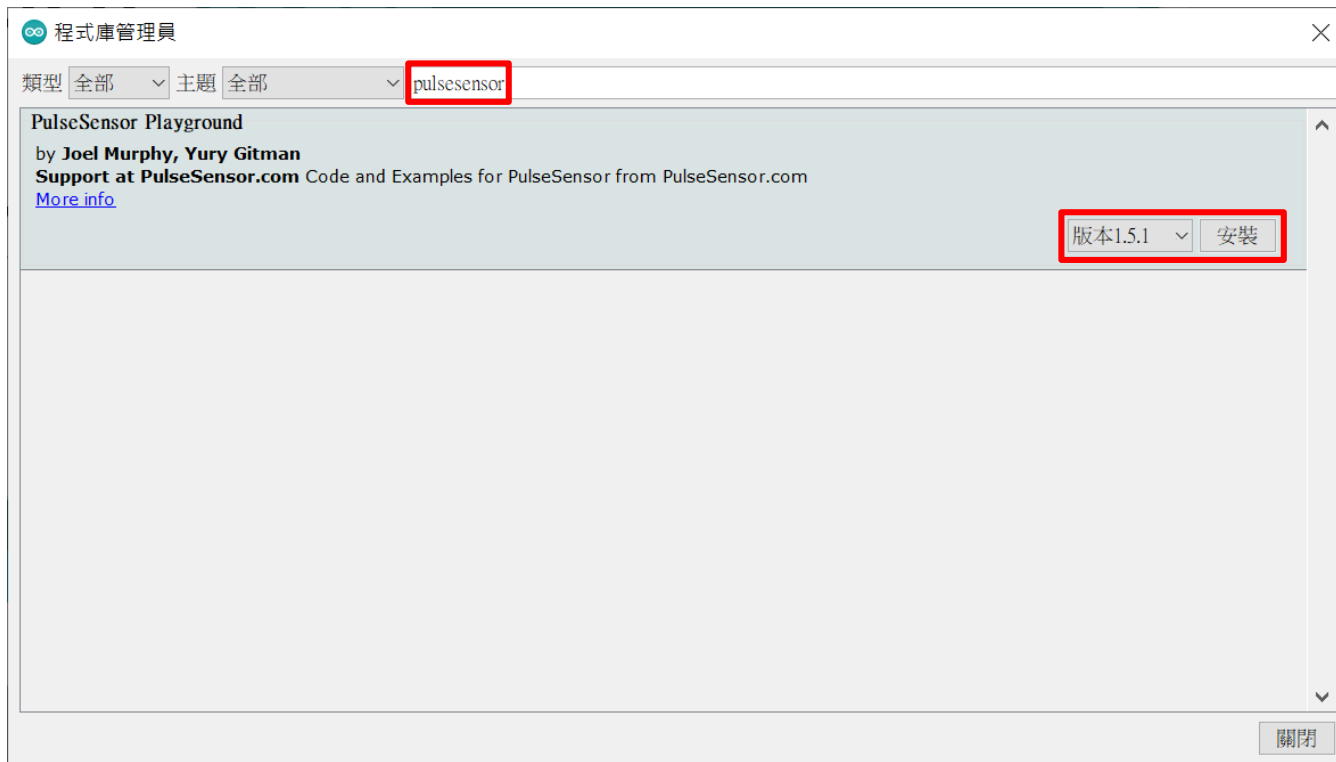 程式庫管理員
類型 全部 主題 全部 pulsesensor
PulseSensor Playground
by Joel Murphy, Yury Gitman
Support at PulseSensor.com Code and Examples for PulseSensor from PulseSensor.com
More info
版本1.5.1 安裝
關閉